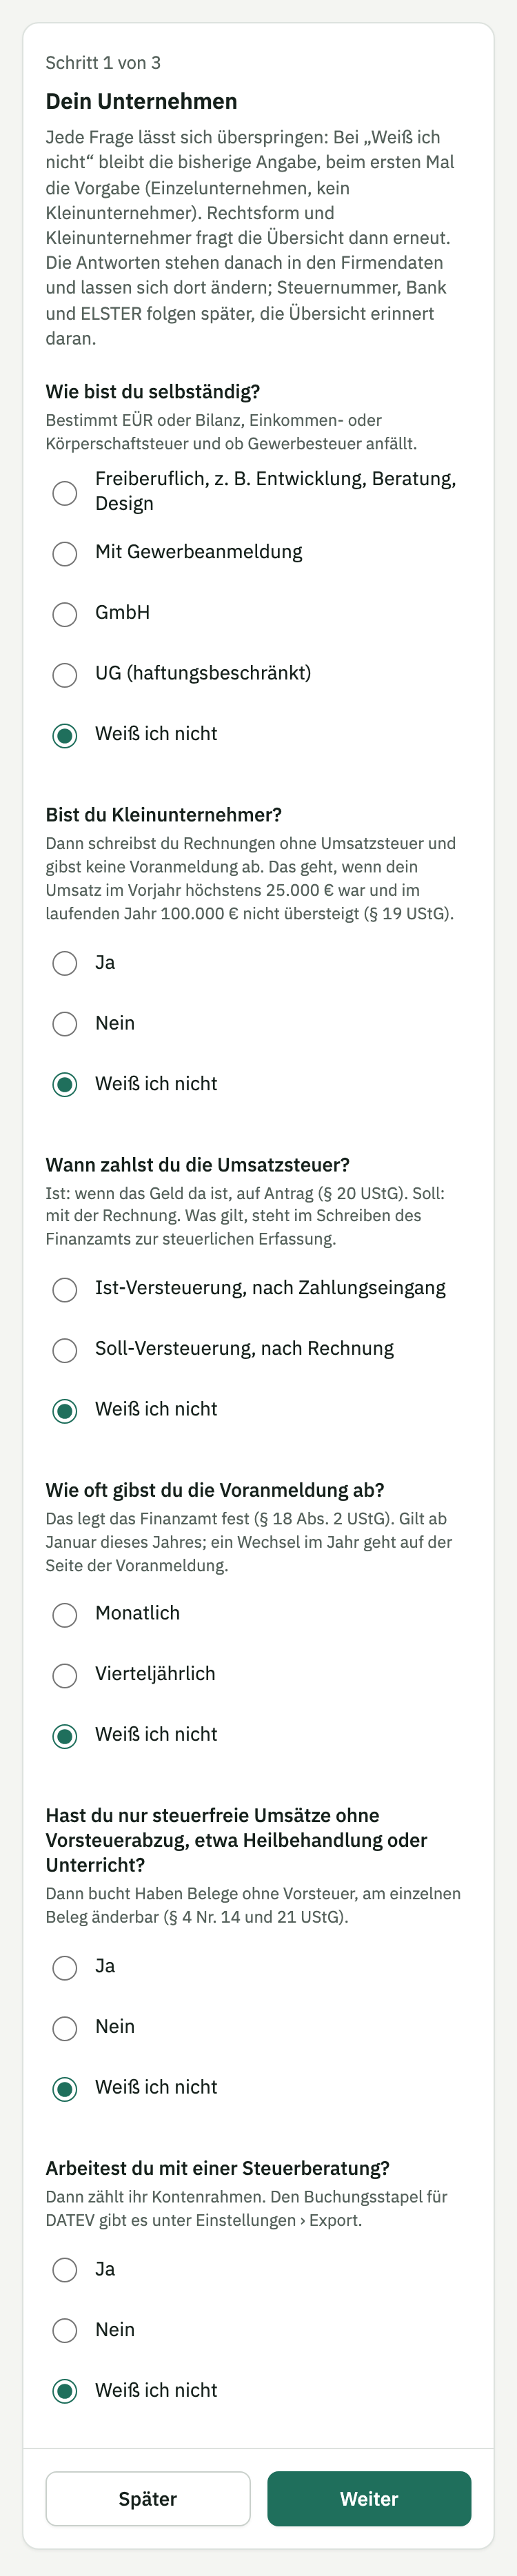 Schritt 1 von 3
Dein Unternehmen
Jede Frage lässt sich überspringen: Bei „Weiß ich
nicht“ bleibt die bisherige Angabe, beim ersten Mal
die Vorgabe (Einzelunternehmen, kein
Kleinunternehmer). Rechtsform und
Kleinunternehmer fragt die Übersicht dann erneut.
Die Antworten stehen danach in den Firmendaten
und lassen sich dort ändern; Steuernummer, Bank
und ELSTER folgen später, die Übersicht erinnert
daran.
Wie bist du selbständig?
Bestimmt EÜR oder Bilanz, Einkommen- oder
Körperschaftsteuer und ob Gewerbesteuer anfällt.
Freiberuflich, z. B. Entwicklung, Beratung,
Design
Mit Gewerbeanmeldung
GmbH
UG (haftungsbeschränkt)
Weiß ich nicht
Bist du Kleinunternehmer?
Dann schreibst du Rechnungen ohne Umsatzsteuer und
gibst keine Voranmeldung ab. Das geht, wenn dein
Umsatz im Vorjahr höchstens 25.000 € war und im
laufenden Jahr 100.000 € nicht übersteigt (§ 19 UStG).
Ja
Nein
Weiß ich nicht
Wann zahlst du die Umsatzsteuer?
Ist: wenn das Geld da ist, auf Antrag (§ 20 UStG). Soll:
mit der Rechnung. Was gilt, steht im Schreiben des
Finanzamts zur steuerlichen Erfassung.
Ist-Versteuerung, nach Zahlungseingang
Soll-Versteuerung, nach Rechnung
Weiß ich nicht
Wie oft gibst du die Voranmeldung ab?
Das legt das Finanzamt fest (§ 18 Abs. 2 UStG). Gilt ab
Januar dieses Jahres; ein Wechsel im Jahr geht auf der
Seite der Voranmeldung.
Monatlich
Vierteljährlich
Weiß ich nicht
Hast du nur steuerfreie Umsätze ohne
Vorsteuerabzug, etwa Heilbehandlung oder
Unterricht?
Dann bucht Haben Belege ohne Vorsteuer, am einzelnen
Beleg änderbar (§ 4 Nr. 14 und 21 UStG).
Ja
Nein
Weiß ich nicht
Arbeitest du mit einer Steuerberatung?
Dann zählt ihr Kontenrahmen. Den Buchungsstapel für
DATEV gibt es unter Einstellungen › Export.
Ja
Nein
Weiß ich nicht
Später
Weiter